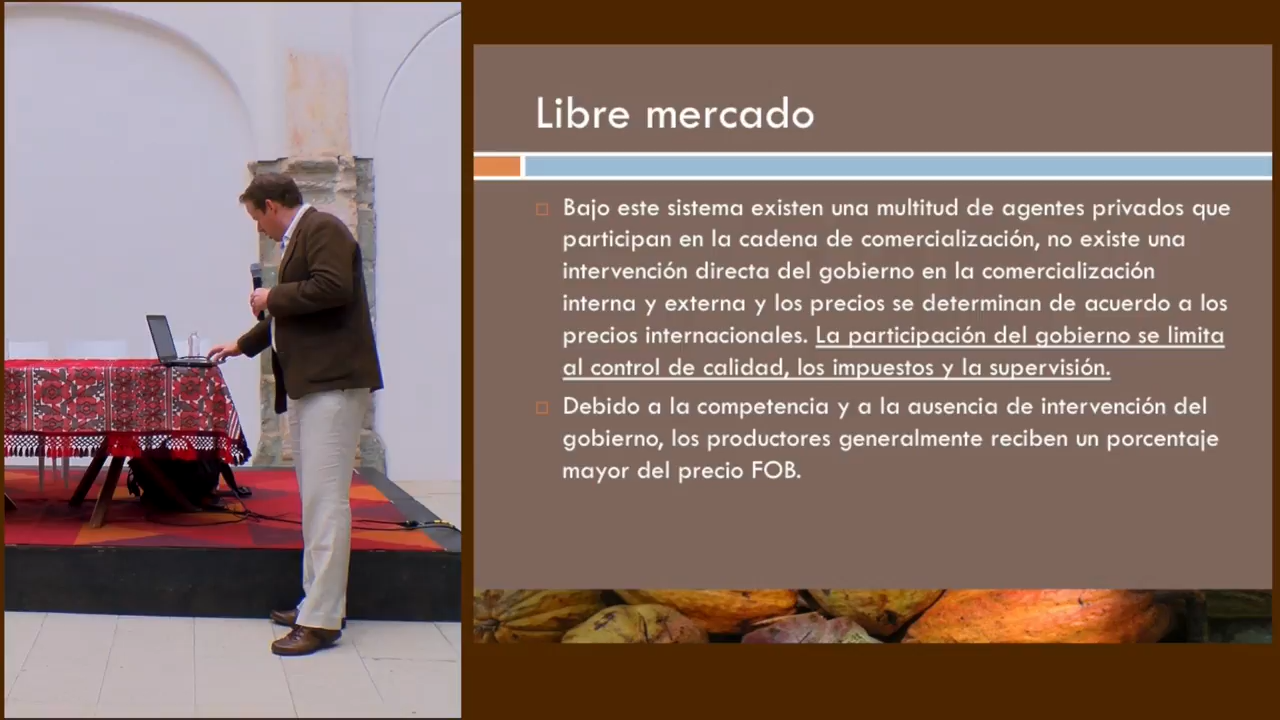 Libre mercado
Bajo este sistema existen una multitud de agentes privados que
participan en la cadena de comercialización, no existe una
intervención directa del gobierno en la comercialización
interna y externa y los precios se determinan de acuerdo a los
precios internacionales. La participación del gobierno se limita
al control de calidad, los impuestos y la supervisión.
Debido a la competencia y a la ausencia de intervención del
gobierno, los productores generalmente reciben un porcentaje
mayor del precio FOB.